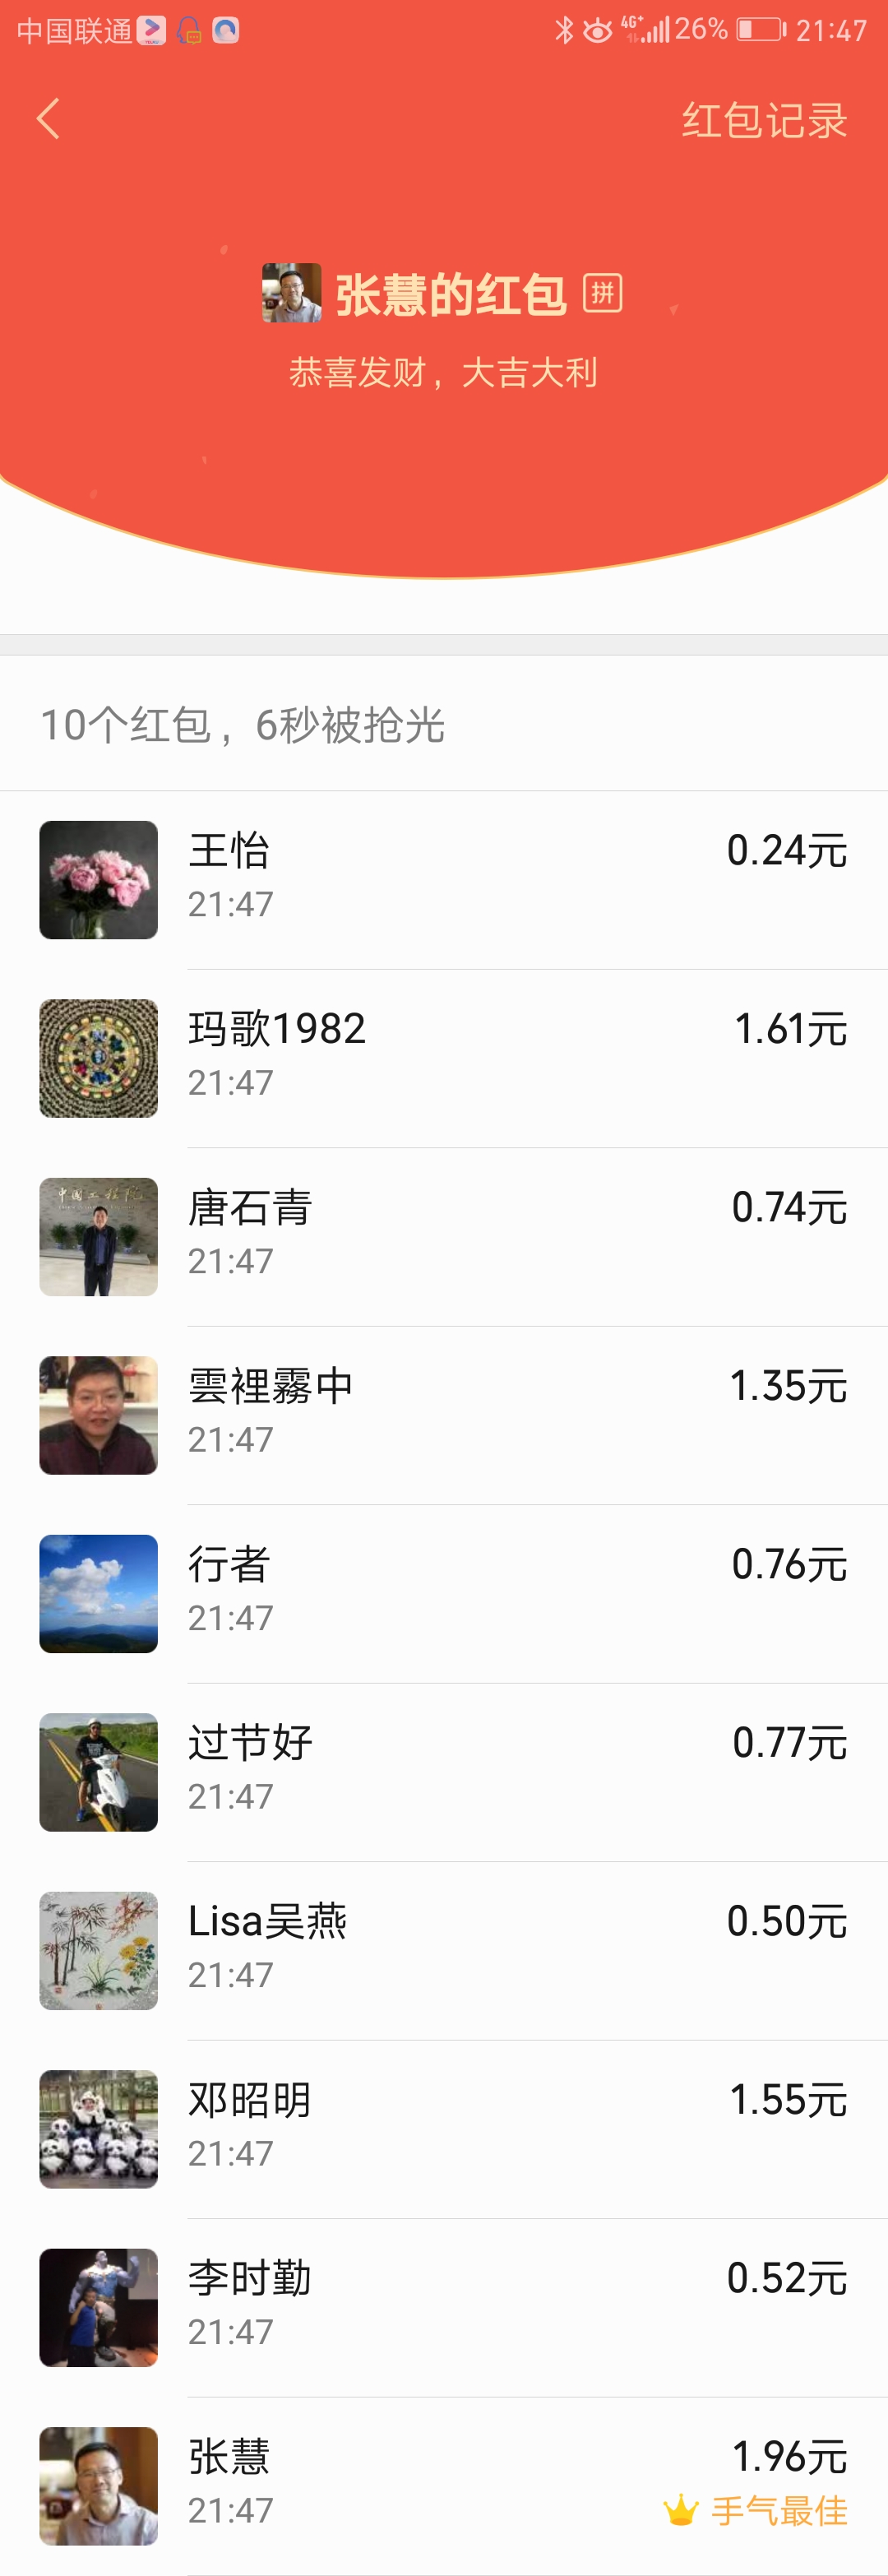 中国联通 4G+ 26% 21:47
红包记录
张慧的红包 拼
恭喜发财，大吉大利
10个红包，6秒被抢光
王怡 0.24元
21:47
玛歌1982 1.61元
21:47
唐石青 0.74元
21:47
中国工程院
雲裡霧中 1.35元
21:47
行者 0.76元
21:47
过节好 0.77元
21:47
Lisa吴燕 0.50元
21:47
邓昭明 1.55元
21:47
李时勤 0.52元
21:47
张慧 1.96元
21:47 手气最佳